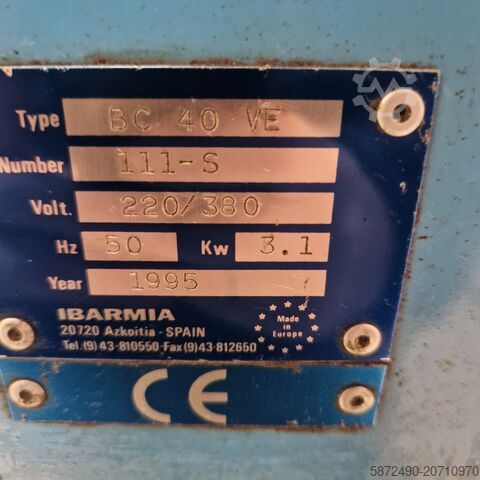 Type BC 40 VE
Number 111-S
Volt. 220/380
Hz 50 Kw 3.1
Year 1995
IBARMIA
20720 Azkoitia - SPAIN
Tel.(9)43-810550-Fax(9)43-812650
Made
in
Europe
CE
5872490-20710970